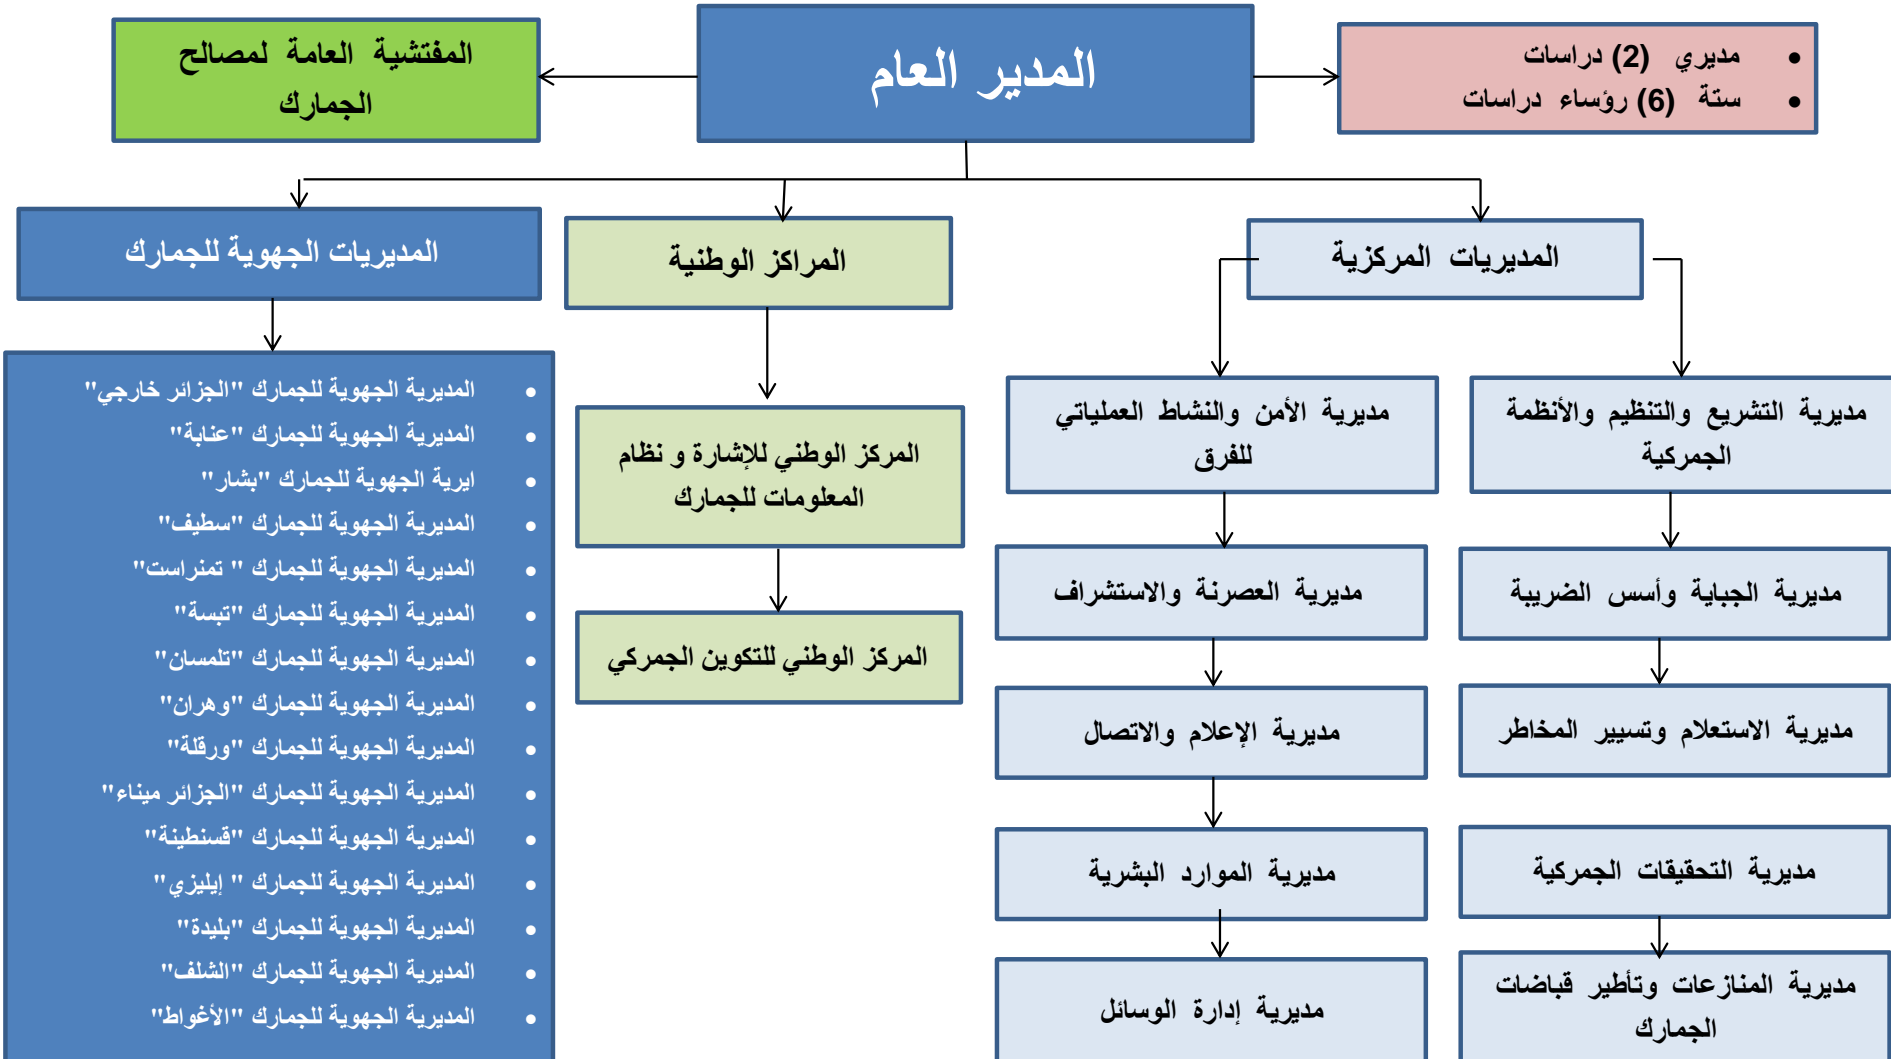 المدير العام
• مديري (2) دراسات
• ستة (6) رؤساء دراسات
المفتشية العامة لمصالح
الجمارك
المديريات المركزية
المراكز الوطنية
المديريات الجهوية للجمارك
مديرية التشريع والتنظيم والأنظمة
الجمركية
مديرية الجباية وأسس الضريبة
مديرية الاستعلام وتسيير المخاطر
مديرية التحقيقات الجمركية
مديرية المنازعات وتأطير قباضات
الجمارك
مديرية الأمن والنشاط العملياتي
للفرق
مديرية العصرنة والاستشراف
مديرية الإعلام والاتصال
مديرية الموارد البشرية
مديرية إدارة الوسائل
المركز الوطني للإشارة و نظام
المعلومات للجمارك
المركز الوطني للتكوين الجمركي
• المديرية الجهوية للجمارك "الجزائر خارجي"
• المديرية الجهوية للجمارك "عنابة"
• ايرية الجهوية للجمارك "بشار"
• المديرية الجهوية للجمارك "سطيف"
• المديرية الجهوية للجمارك " تمنراست"
• المديرية الجهوية للجمارك "تبسة"
• المديرية الجهوية للجمارك "تلمسان"
• المديرية الجهوية للجمارك "وهران"
• المديرية الجهوية للجمارك "ورقلة"
• المديرية الجهوية للجمارك "الجزائر ميناء"
• المديرية الجهوية للجمارك "قسنطينة"
• المديرية الجهوية للجمارك " إيليزي"
• المديرية الجهوية للجمارك "بليدة"
• المديرية الجهوية للجمارك "الشلف"
• المديرية الجهوية للجمارك "الأغواط"